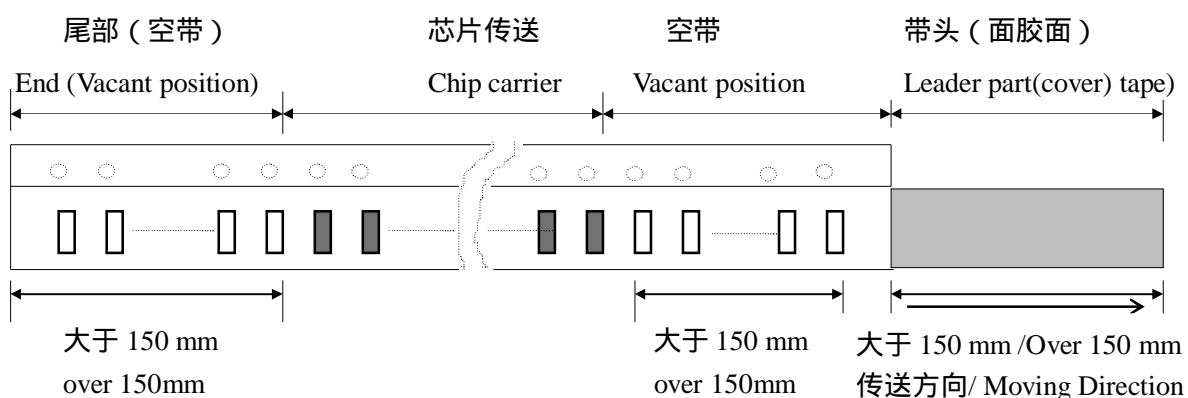 尾部（空带） 芯片传送 空带 带头（面胶面）
End (Vacant position) Chip carrier Vacant position Leader part(cover) tape)
大于 150 mm 大于 150 mm 大于 150 mm /Over 150 mm
over 150mm over 150mm 传送方向/ Moving Direction